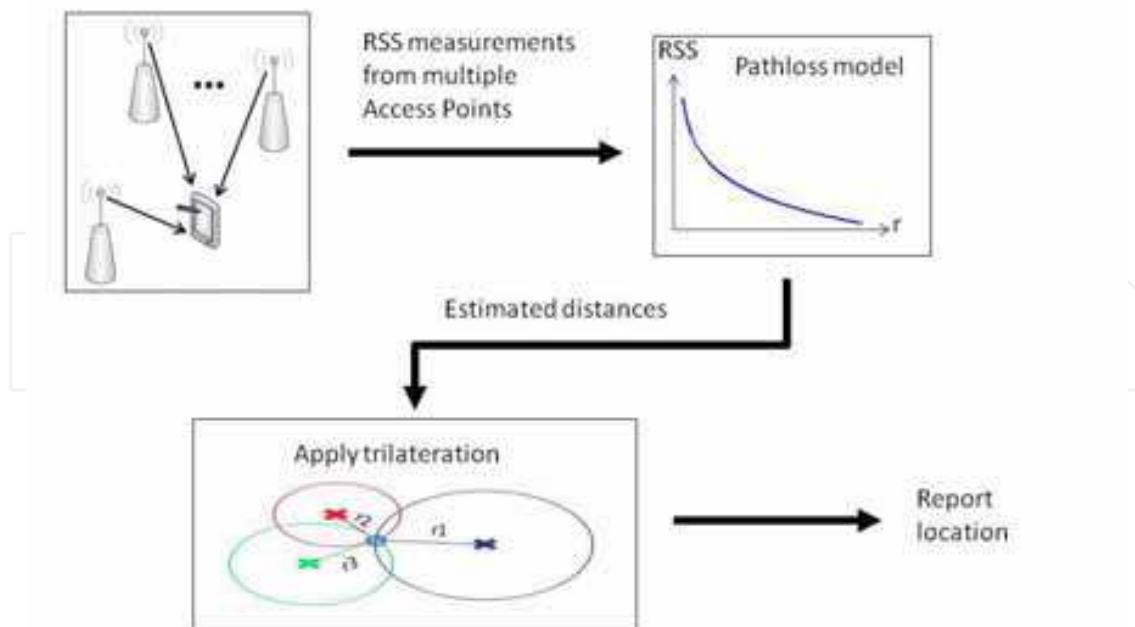 RSS measurements
from multiple
Access Points
RSS
Pathloss model
r
Estimated distances
Apply trilateration
r2
r1
r3
Report
location